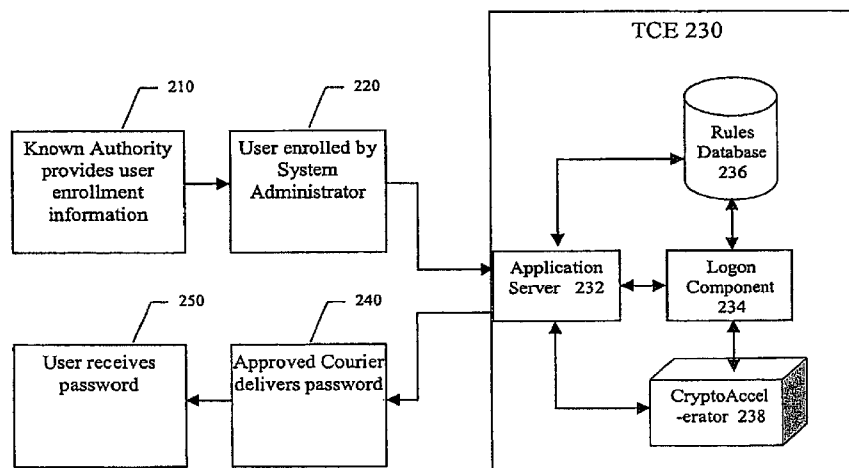 TCE 230
210
220
Known Authority
provides user
enrollment
information
User enrolled by
System
Administrator
Rules
Database
236
Application
Server 232
Logon
Component
234
250
240
User receives
password
Approved Courier
delivers password
CryptoAccel
-erator 238